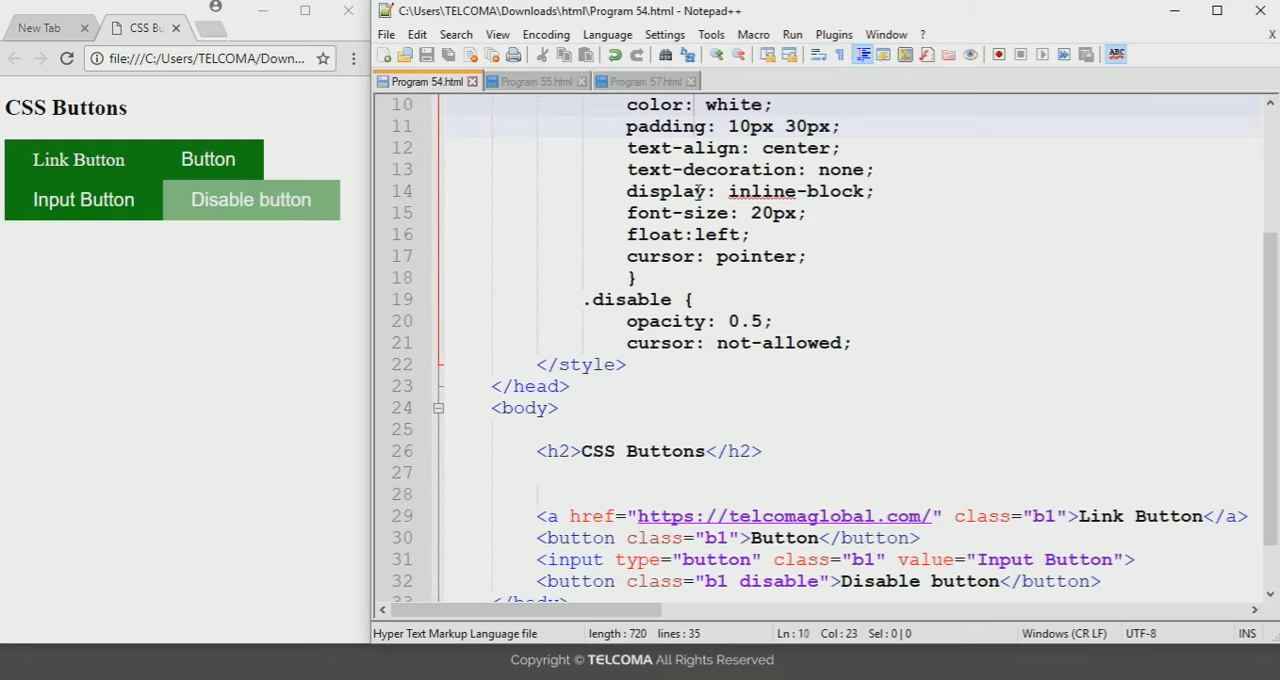 New Tab
CSS Bu
file:///C:/Users/TELCOMA/Down...
CSS Buttons
Link Button
Button
Input Button
Disable button
C:\Users\TELCOMA\Downloads\html\Program 54.html - Notepad++
File Edit Search View Encoding Language Settings Tools Macro Run Plugins Window ?
X
ABC
Program 54.html
Program 55.html
Program 57.html
10 color: white;
11 padding: 10px 30px;
12 text-align: center;
13 text-decoration: none;
14 display: inline-block;
15 font-size: 20px;
16 float:left;
17 cursor: pointer;
18 }
19 .disable {
20 opacity: 0.5;
21 cursor: not-allowed;
22 </style>
23 </head>
24 <body>
25
26 <h2>CSS Buttons</h2>
27
28
29 <a href="https://telcomaglobal.com/" class="b1">Link Button</a>
30 <button class="b1">Button</button>
31 <input type="button" class="b1" value="Input Button">
32 <button class="b1 disable">Disable button</button>
33 </body>
Hyper Text Markup Language file
length : 720 lines : 35
Ln : 10 Col : 23 Sel : 0 | 0
Windows (CR LF)
UTF-8
INS
Copyright © TELCOMA All Rights Reserved